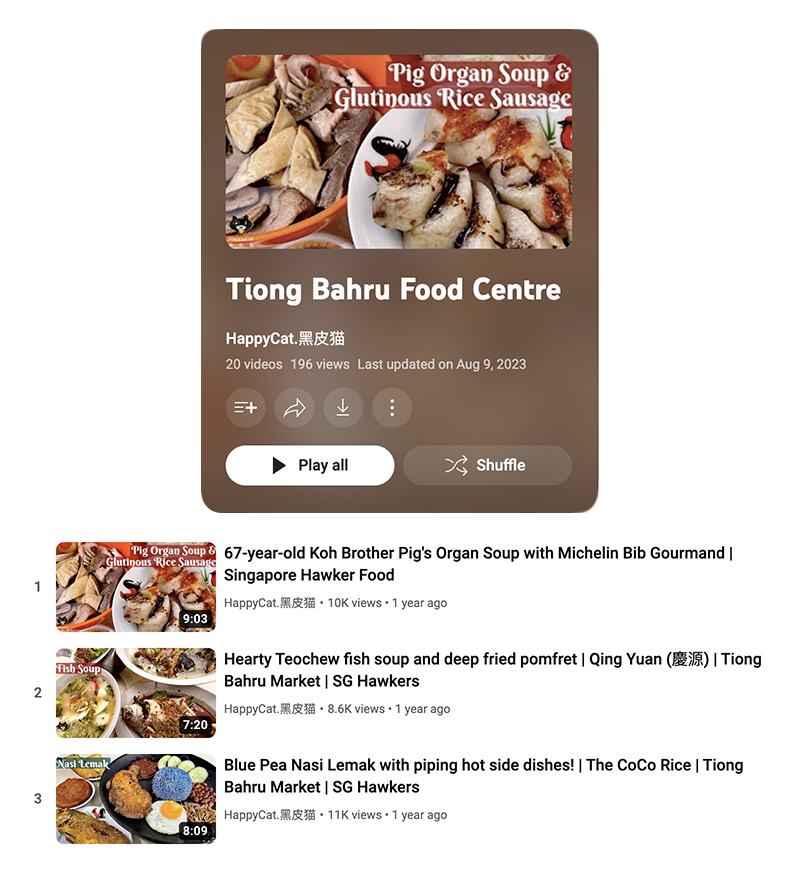 Pig Organ Soup &
Glutinous Rice Sausage
Tiong Bahru Food Centre
HappyCat.黑皮猫
20 videos 196 views Last updated on Aug 9, 2023
Play all
Shuffle
1
Pig Organ Soup &
Glutinous Rice Sausage
9:03
67-year-old Koh Brother Pig's Organ Soup with Michelin Bib Gourmand |
Singapore Hawker Food
HappyCat.黑皮猫 • 10K views • 1 year ago
2
Fish Soup
7:20
Hearty Teochew fish soup and deep fried pomfret | Qing Yuan (慶源) | Tiong
Bahru Market | SG Hawkers
HappyCat.黑皮猫 • 8.6K views • 1 year ago
3
Nasi Lemak
8:09
Blue Pea Nasi Lemak with piping hot side dishes! | The CoCo Rice | Tiong
Bahru Market | SG Hawkers
HappyCat.黑皮猫 • 11K views • 1 year ago